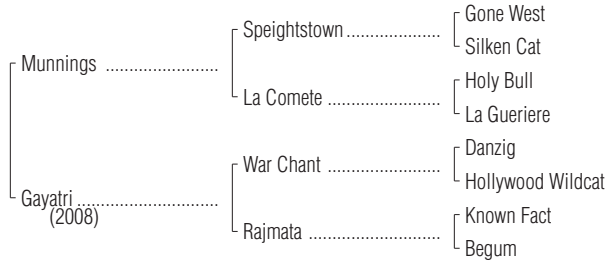 Gone West
Speightstown ....................
Silken Cat
Munnings ........................
Holy Bull
La Comete ........................
La Gueriere
Danzig
War Chant ........................
Hollywood Wildcat
Gayatri ..............................
(2008)
Known Fact
Rajmata ............................
Begum